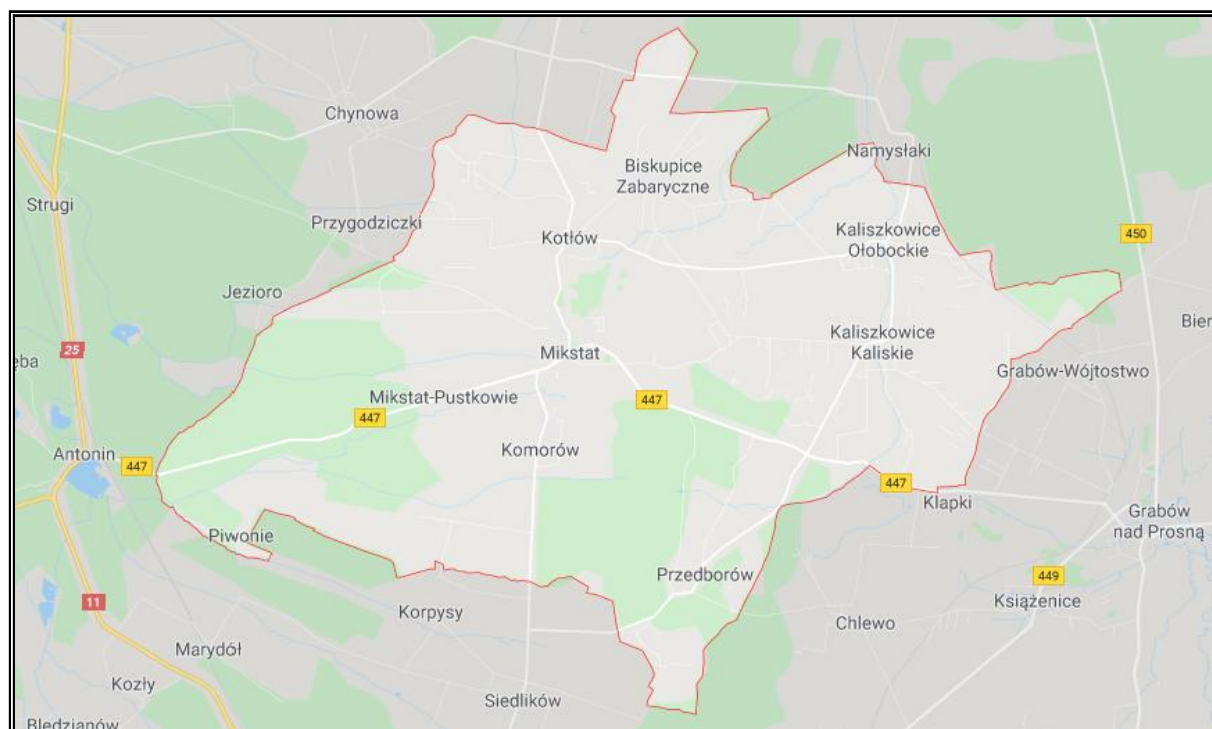 Chynowa
Biskupice
Zabaryczne
Namysłaki
Strugi
Przygodziczki
Kotłów
Kaliszkowice
Ołobockie
450
Jezioro
Bier
Kaliszkowice
Kaliskie
25
ęba
Mikstat
Grabów-Wójtostwo
Mikstat-Pustkowie
447
447
Komorów
Antonin
447
447
Klapki
Grabów
nad Prosną
Piwonie
Przedborów
449
11
Książenice
Korpysy
Chlewo
Marydół
Kozły
Siedlików
Bledzianów